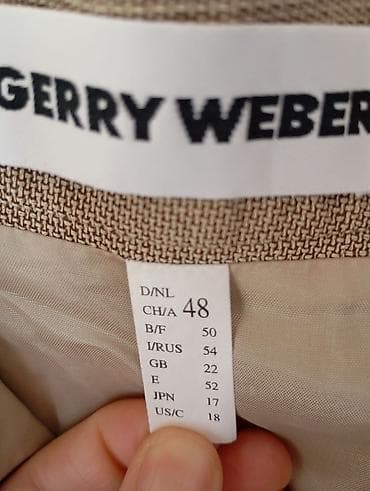 GERRY WEBER
D/NL
CH/A 48
B/F 50
I/RUS 54
GB 22
E 52
JPN 17
US/C 18